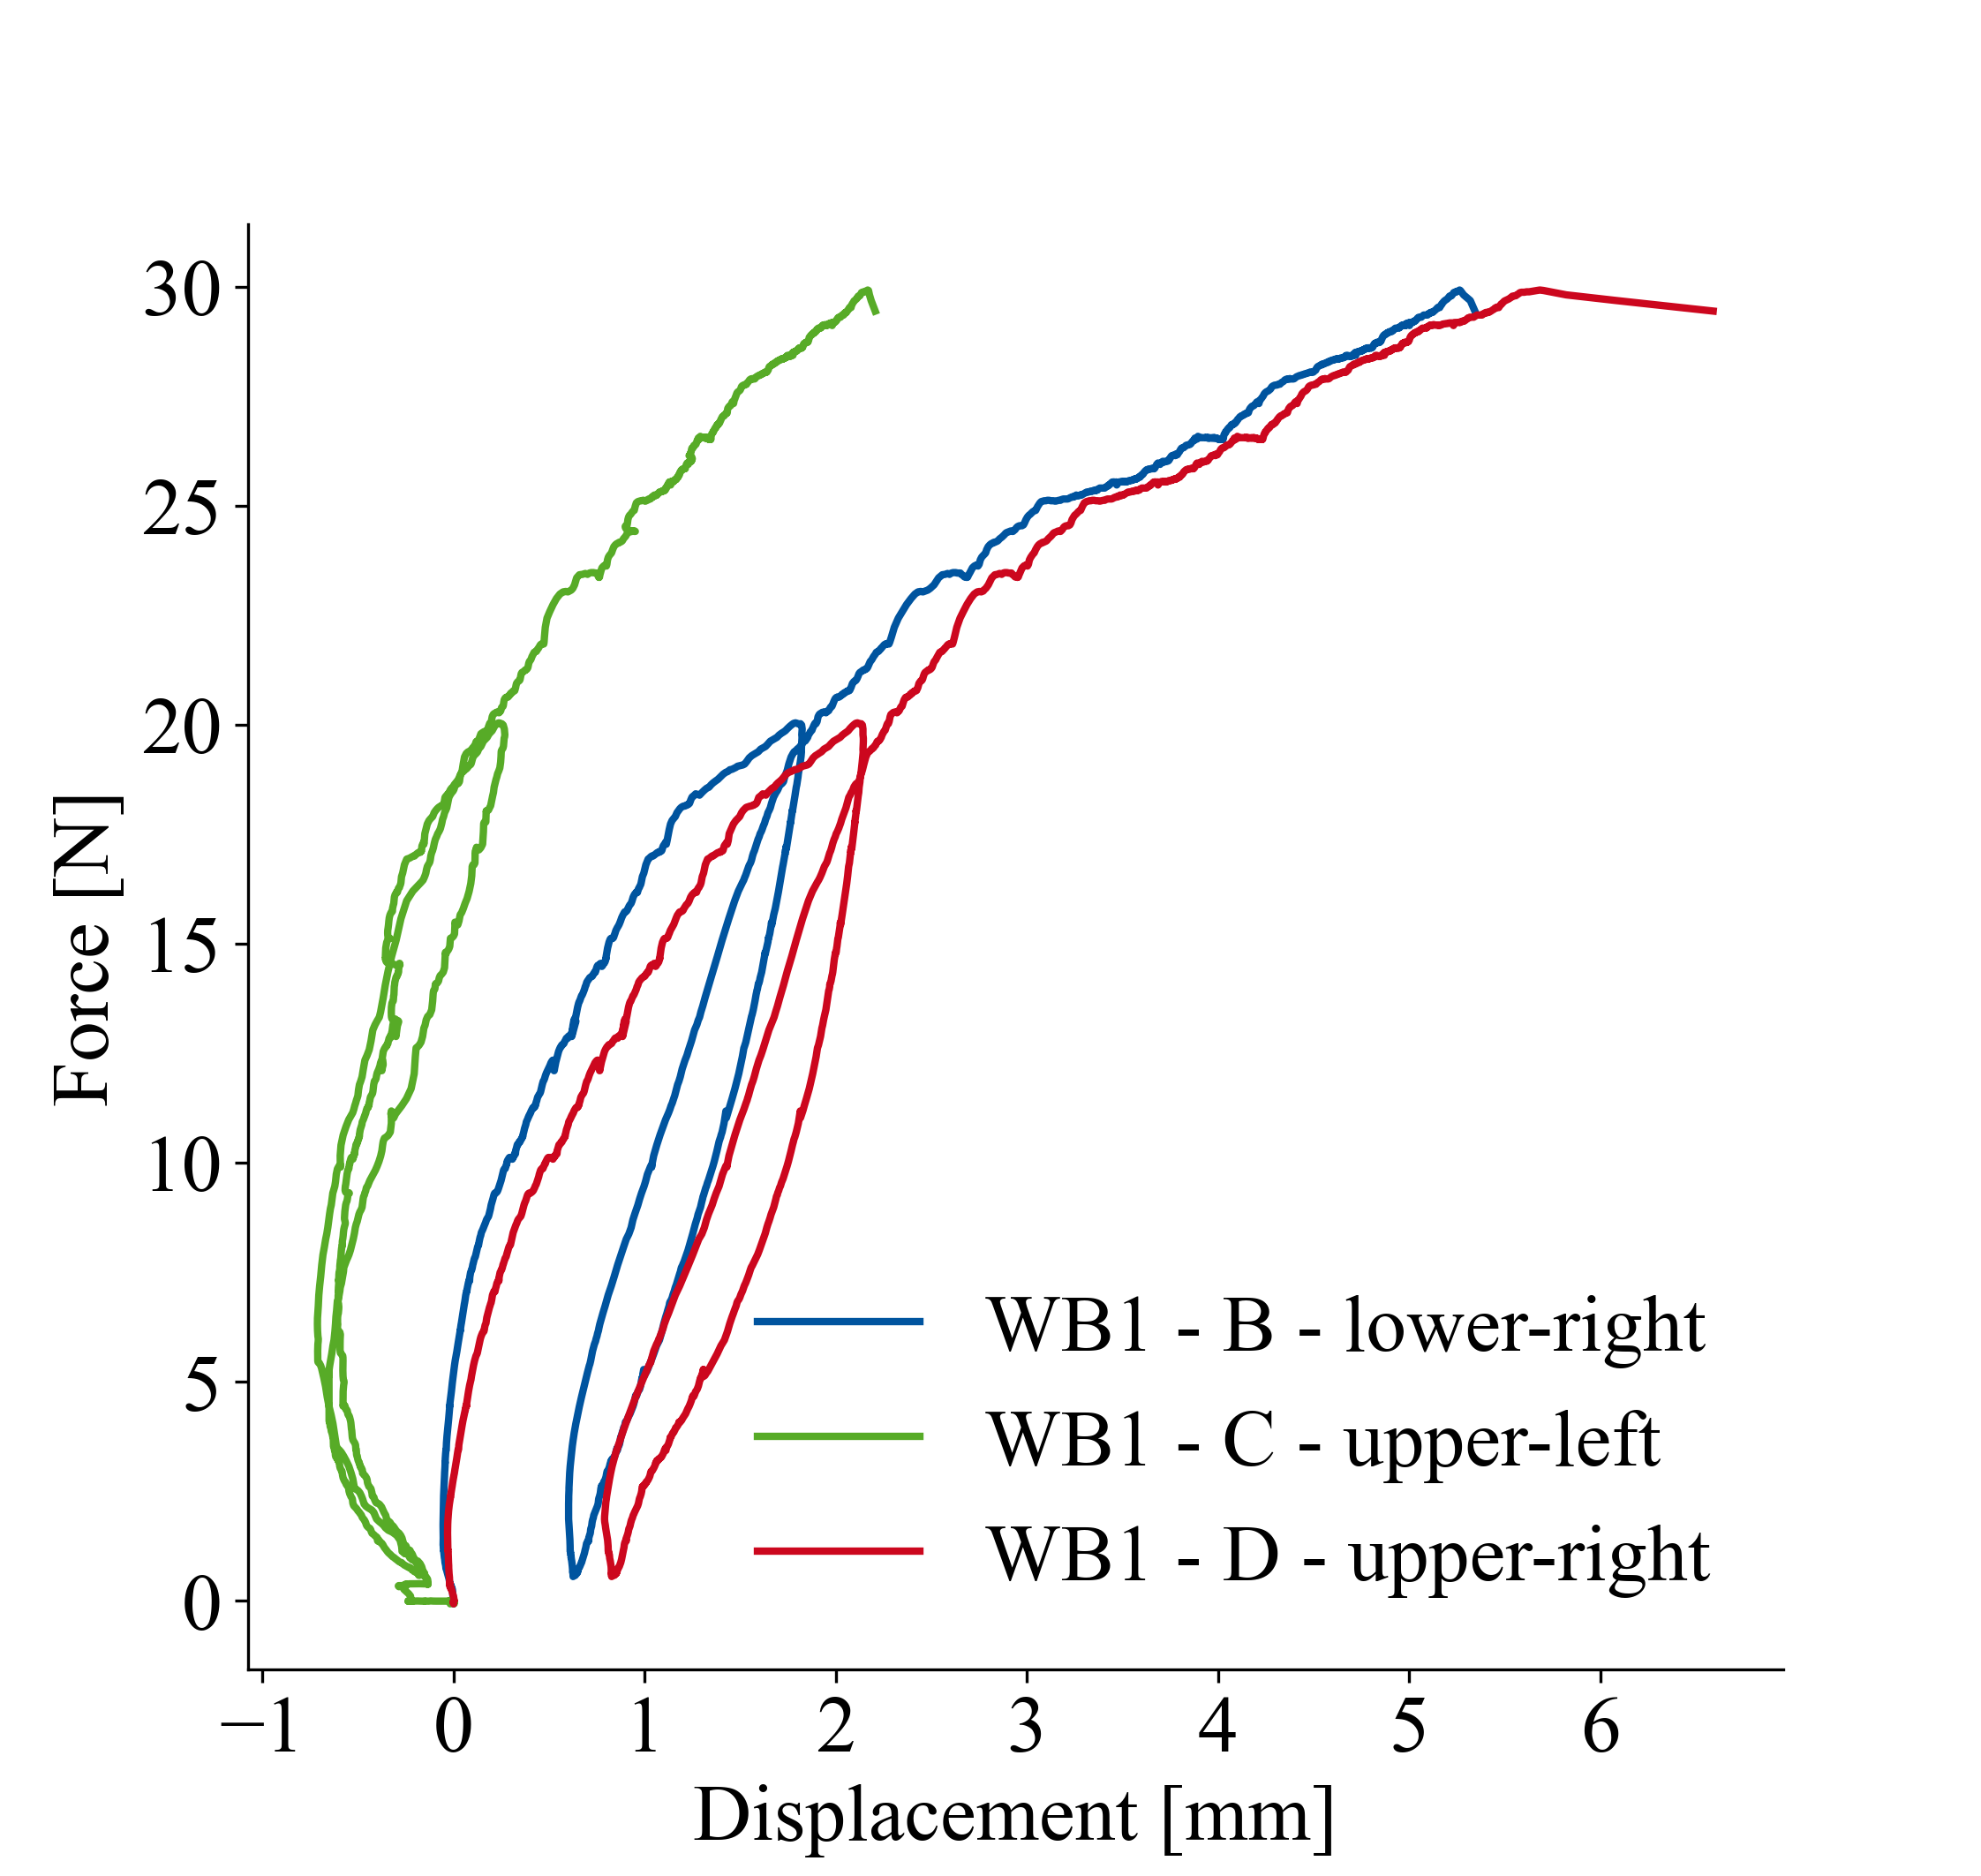 30
25
20
15
10
5
0
Force [N]
WB1 - B - lower-right
WB1 - C - upper-left
WB1 - D - upper-right
−1 0 1 2 3 4 5 6
Displacement [mm]